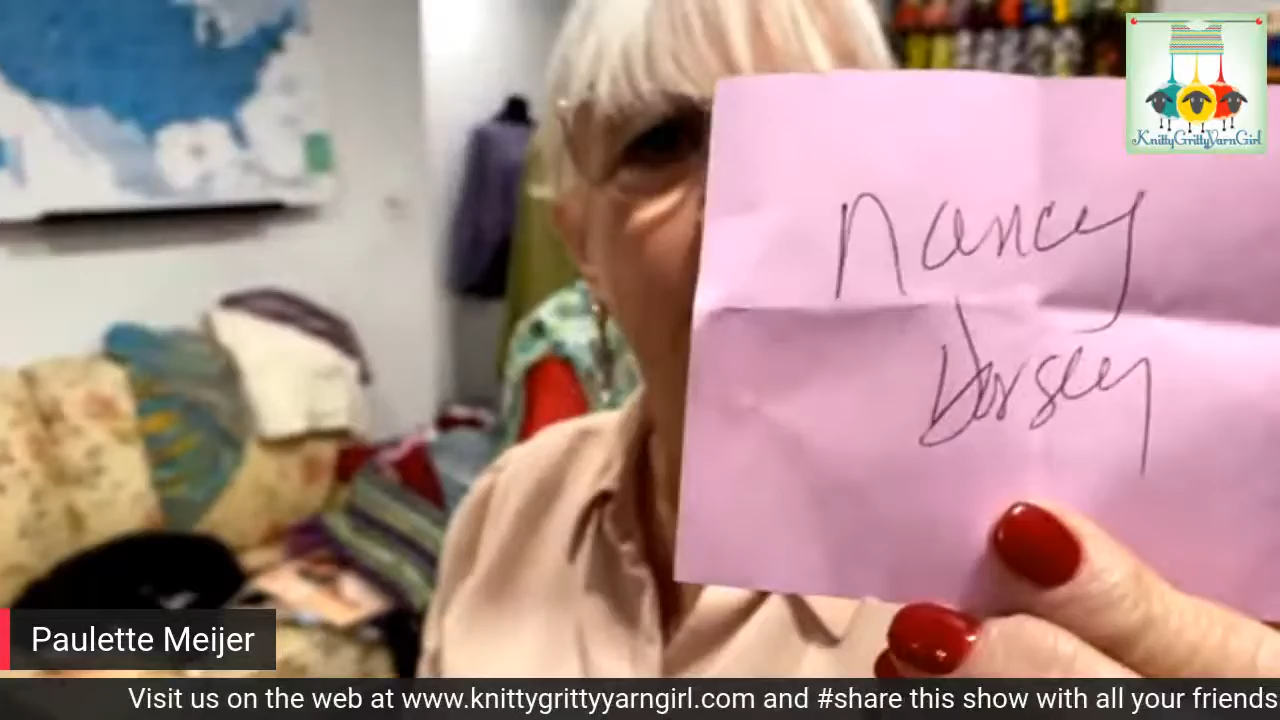 KnittyGrittyYarnGirl
Nancy
Dorsey
Paulette Meijer
Visit us on the web at www.knittygrittyyarngirl.com and #share this show with all your friends